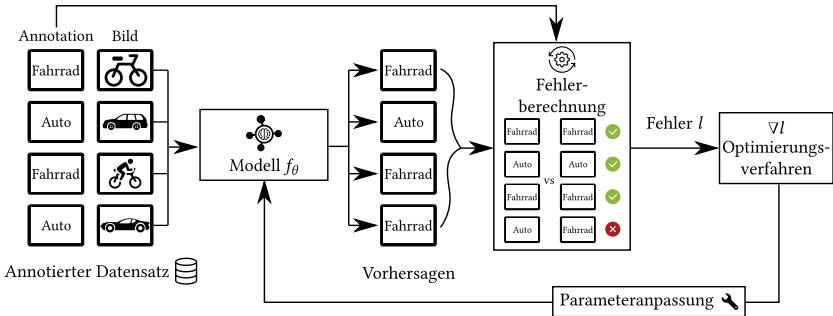 Annotation Bild
Fahrrad
Auto
Fahrrad
Auto
Annotierter Datensatz
Modell fθ
Fahrrad
Auto
Fahrrad
Fahrrad
Vorhersagen
Fehler-
berechnung
Fahrrad Fahrrad
Auto Auto
vs
Fahrrad Fahrrad
Auto Fahrrad
Fehler l
∇l
Optimierungs-
verfahren
Parameteranpassung